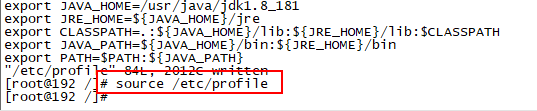 export JAVA_HOME=/usr/java/jdk1.8_181
export JRE_HOME=${JAVA_HOME}/jre
export CLASSPATH=.:${JAVA_HOME}/lib:${JRE_HOME}/lib:$CLASSPATH
export JAVA_PATH=${JAVA_HOME}/bin:${JRE_HOME}/bin
export PATH=$PATH:${JAVA_PATH}
"/etc/profile" 84L, 2012C written
[root@192 /]# source /etc/profile
[root@192 /]#